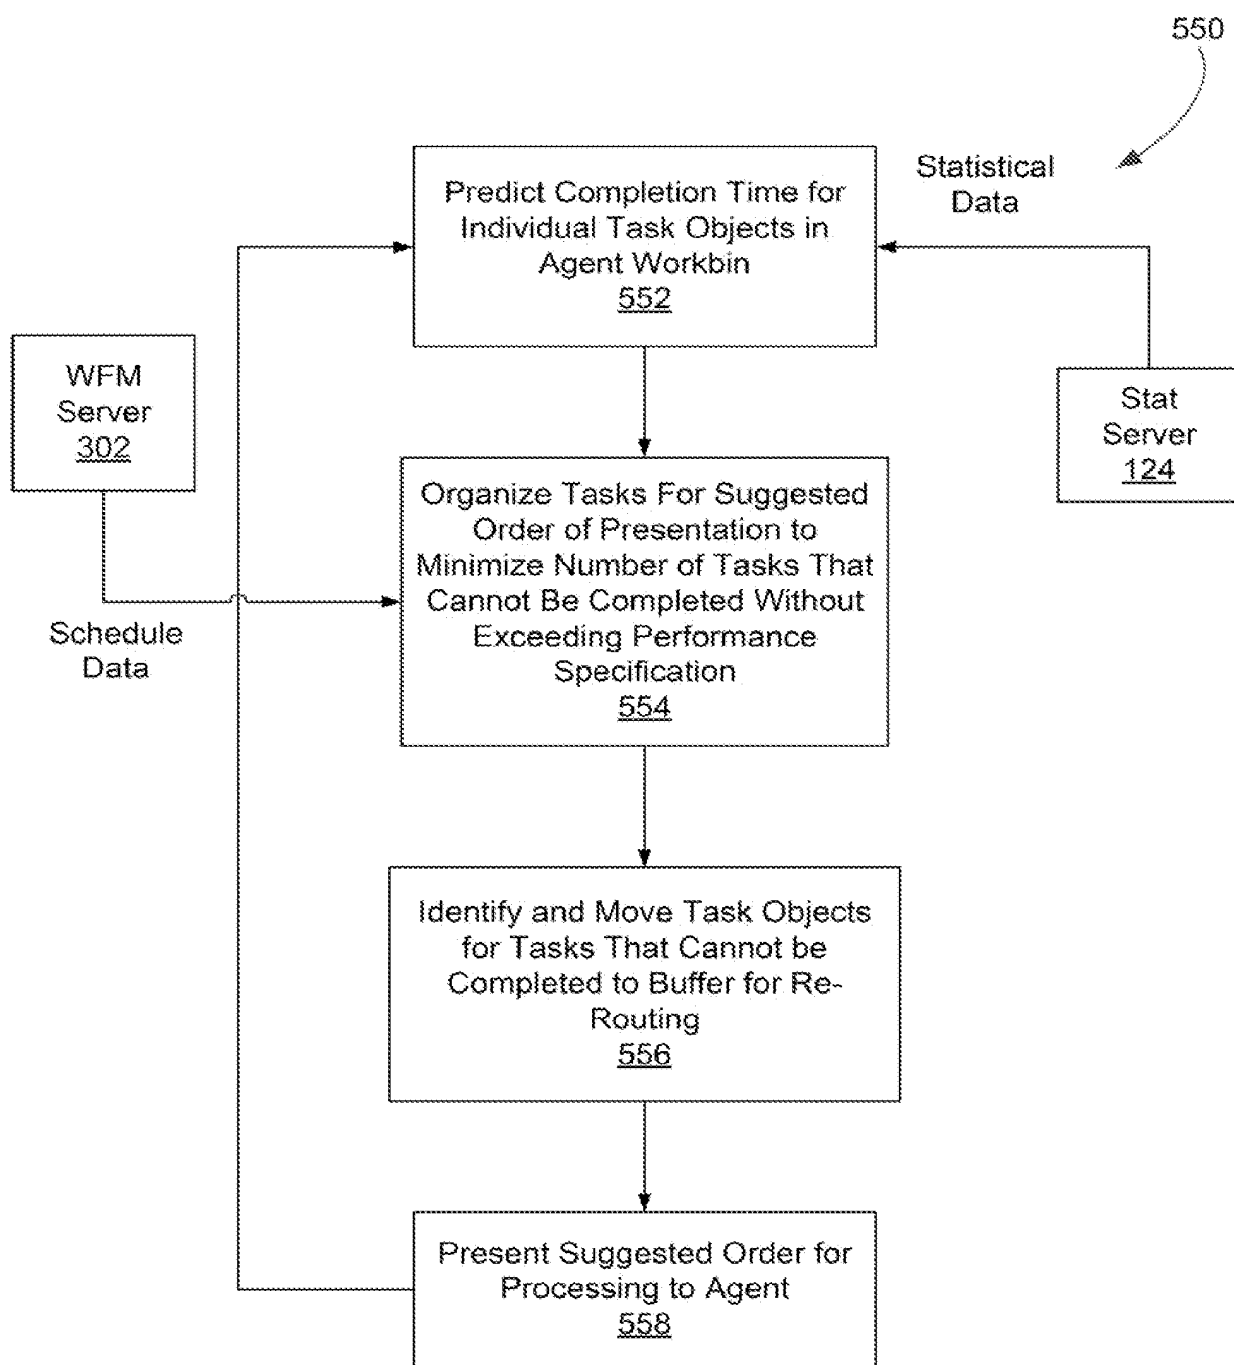 550
Statistical
Data
Predict Completion Time for
Individual Task Objects in
Agent Workbin
552
WFM
Server
302
Stat
Server
124
Organize Tasks For Suggested
Order of Presentation to
Minimize Number of Tasks That
Cannot Be Completed Without
Exceeding Performance
Specification
554
Schedule
Data
Identify and Move Task Objects
for Tasks That Cannot be
Completed to Buffer for Re-
Routing
556
Present Suggested Order for
Processing to Agent
558